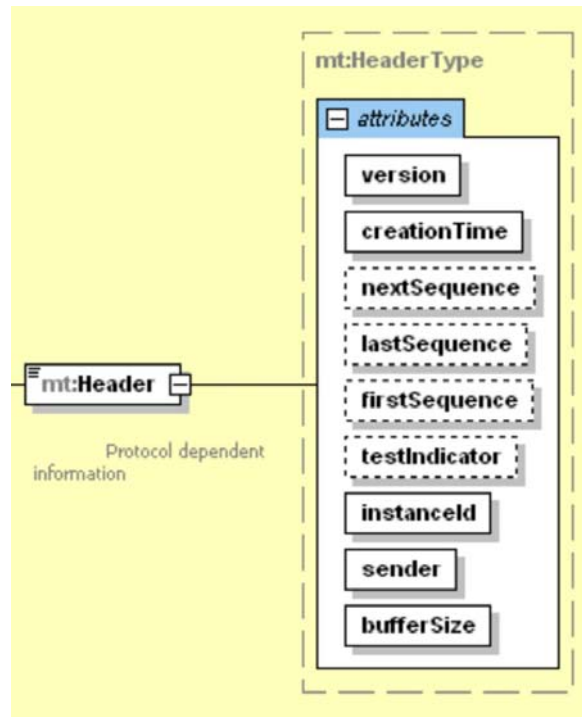 mt:HeaderType
attributes
version
creationTime
nextSequence
lastSequence
firstSequence
testIndicator
instanceId
sender
bufferSize
mt:Header
Protocol dependent
information